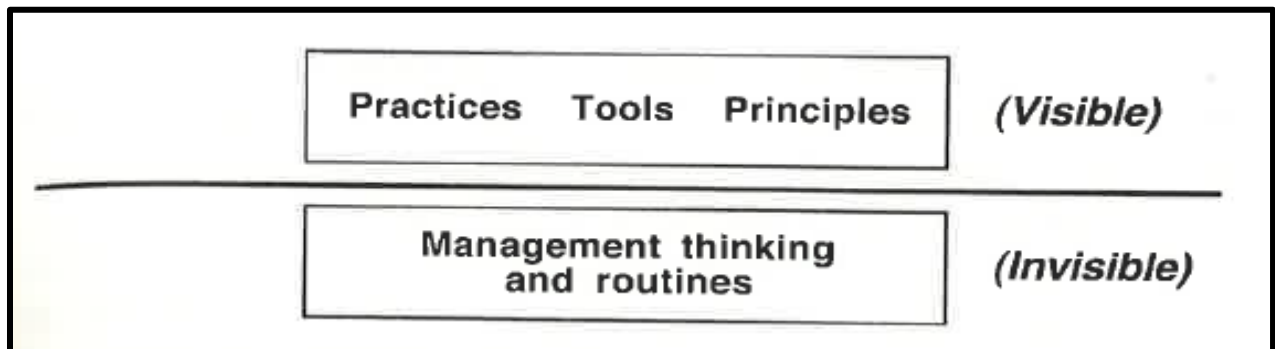 Practices Tools Principles (Visible)
Management thinking
and routines
(Invisible)